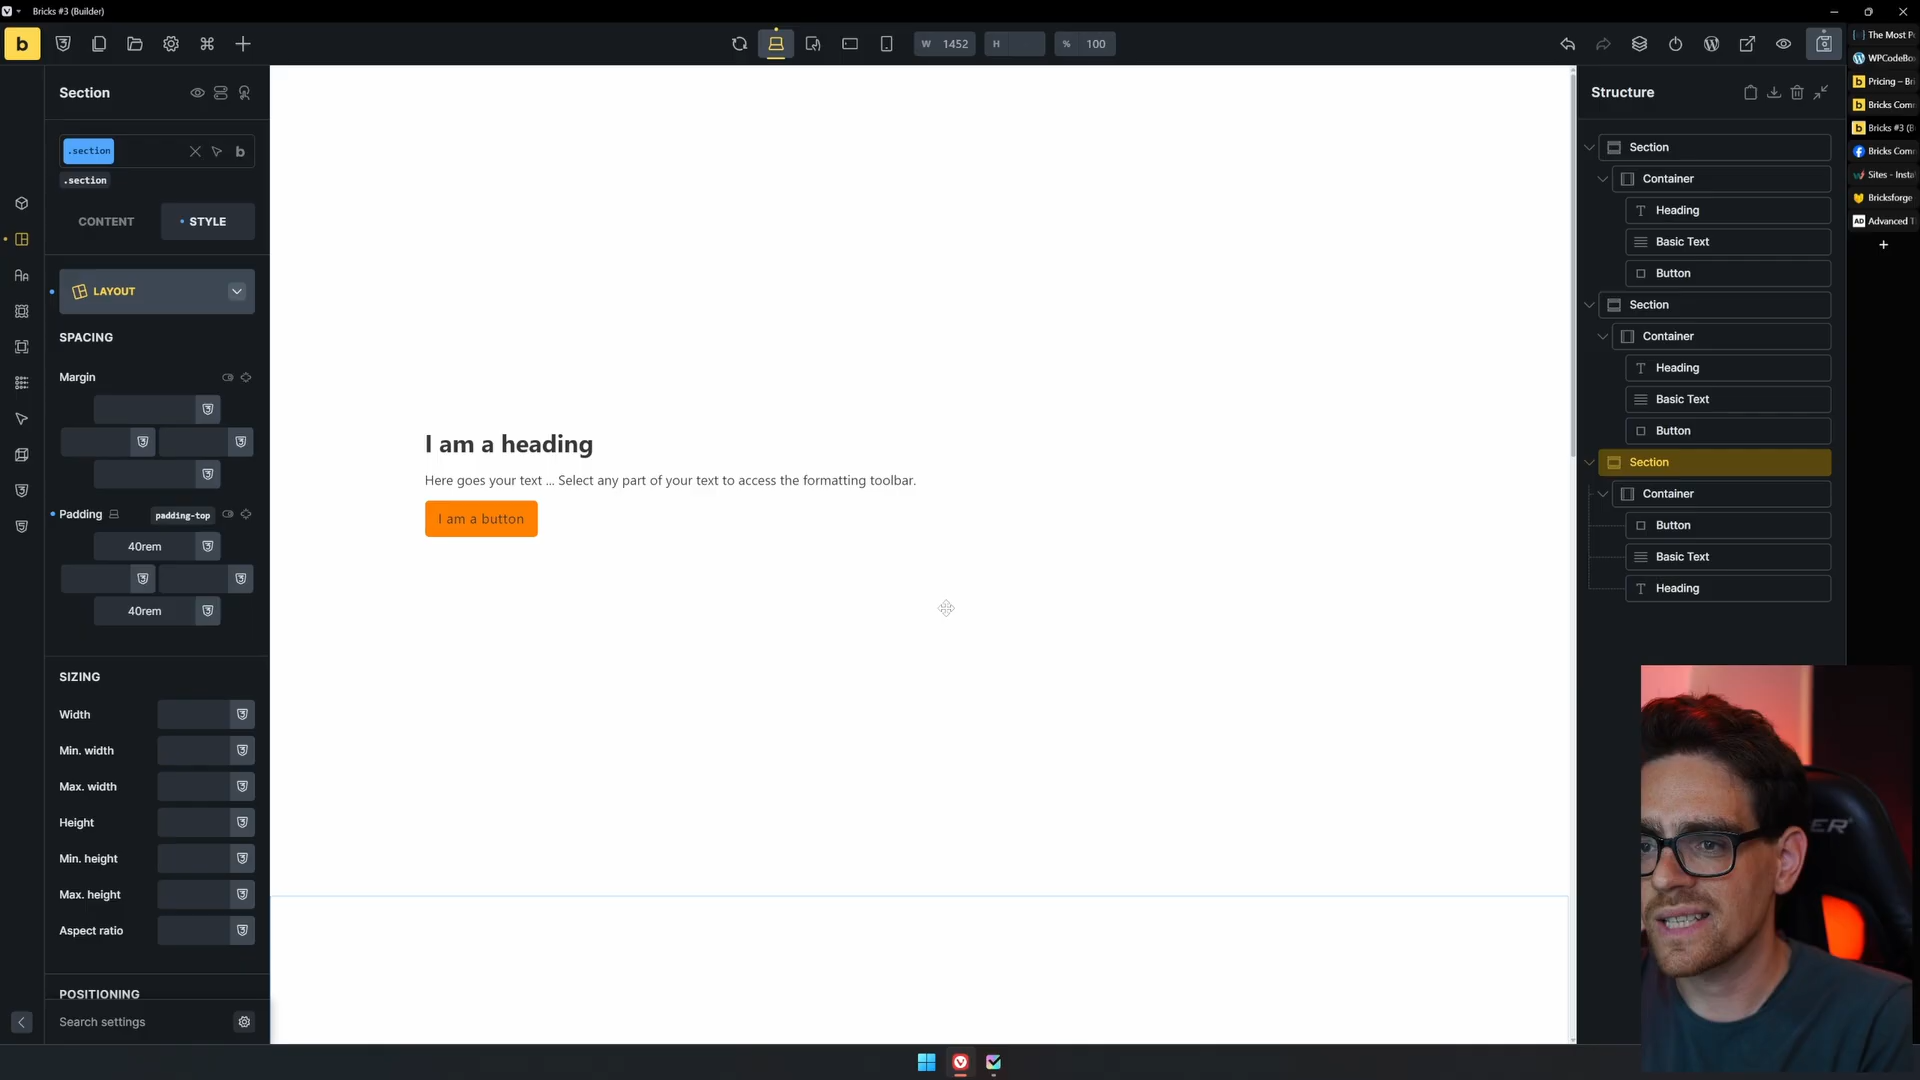 Bricks #3 (Builder)
b
W 1452
H
% 100
The Most P
WPCodeBo
Pricing – Bri
Bricks Com
Bricks #3 (B
Bricks Com
Sites - Insta
Bricksforge
Advanced T
Section
.section
b
.section
CONTENT
STYLE
LAYOUT
SPACING
Margin
Padding
padding-top
40rem
40rem
SIZING
Width
Min. width
Max. width
Height
Min. height
Max. height
Aspect ratio
POSITIONING
Search settings
I am a heading
Here goes your text ... Select any part of your text to access the formatting toolbar.
I am a button
Structure
Section
Container
Heading
Basic Text
Button
Section
Container
Heading
Basic Text
Button
Section
Container
Button
Basic Text
Heading